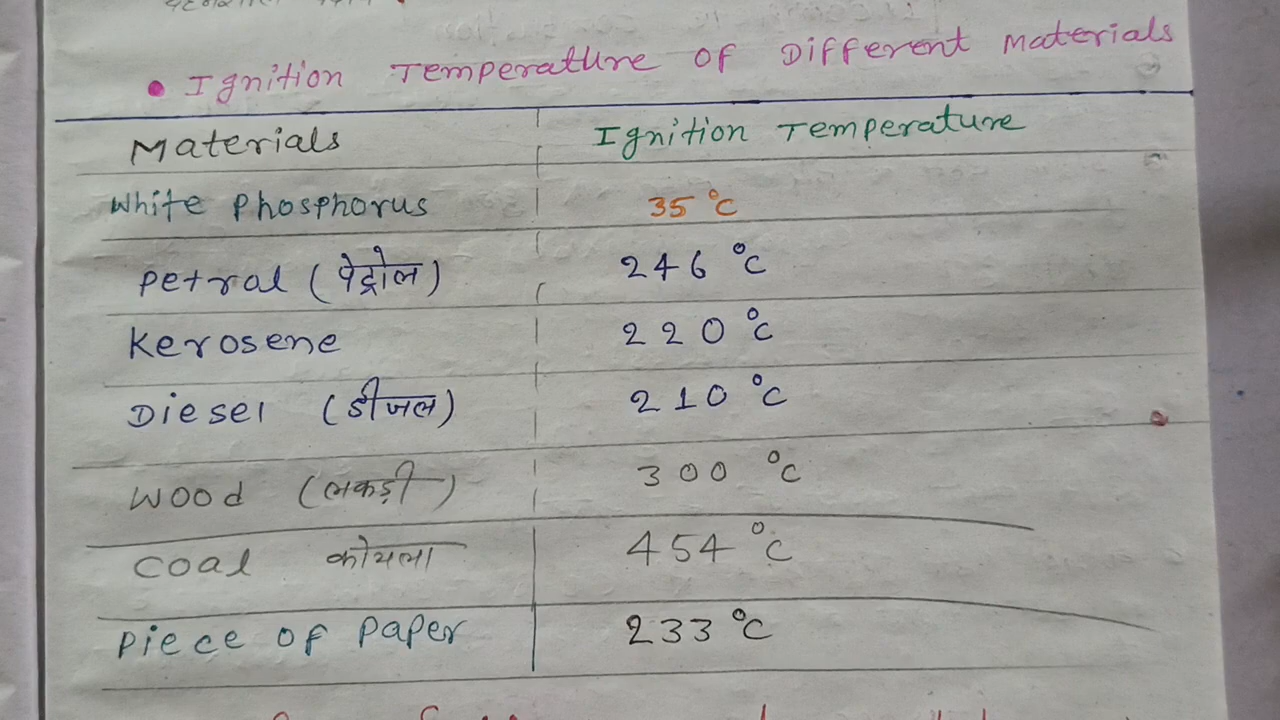 • Ignition Temperature of Different Materials
Materials Ignition Temperature
White Phosphorus 35 °C
Petral (पेट्रोल) 246 °C
Kerosene 220 °C
Diesel (डीजल) 210 °C
Wood (लकड़ी) 300 °C
Coal कोयला 454 °C
Piece of Paper 233 °C